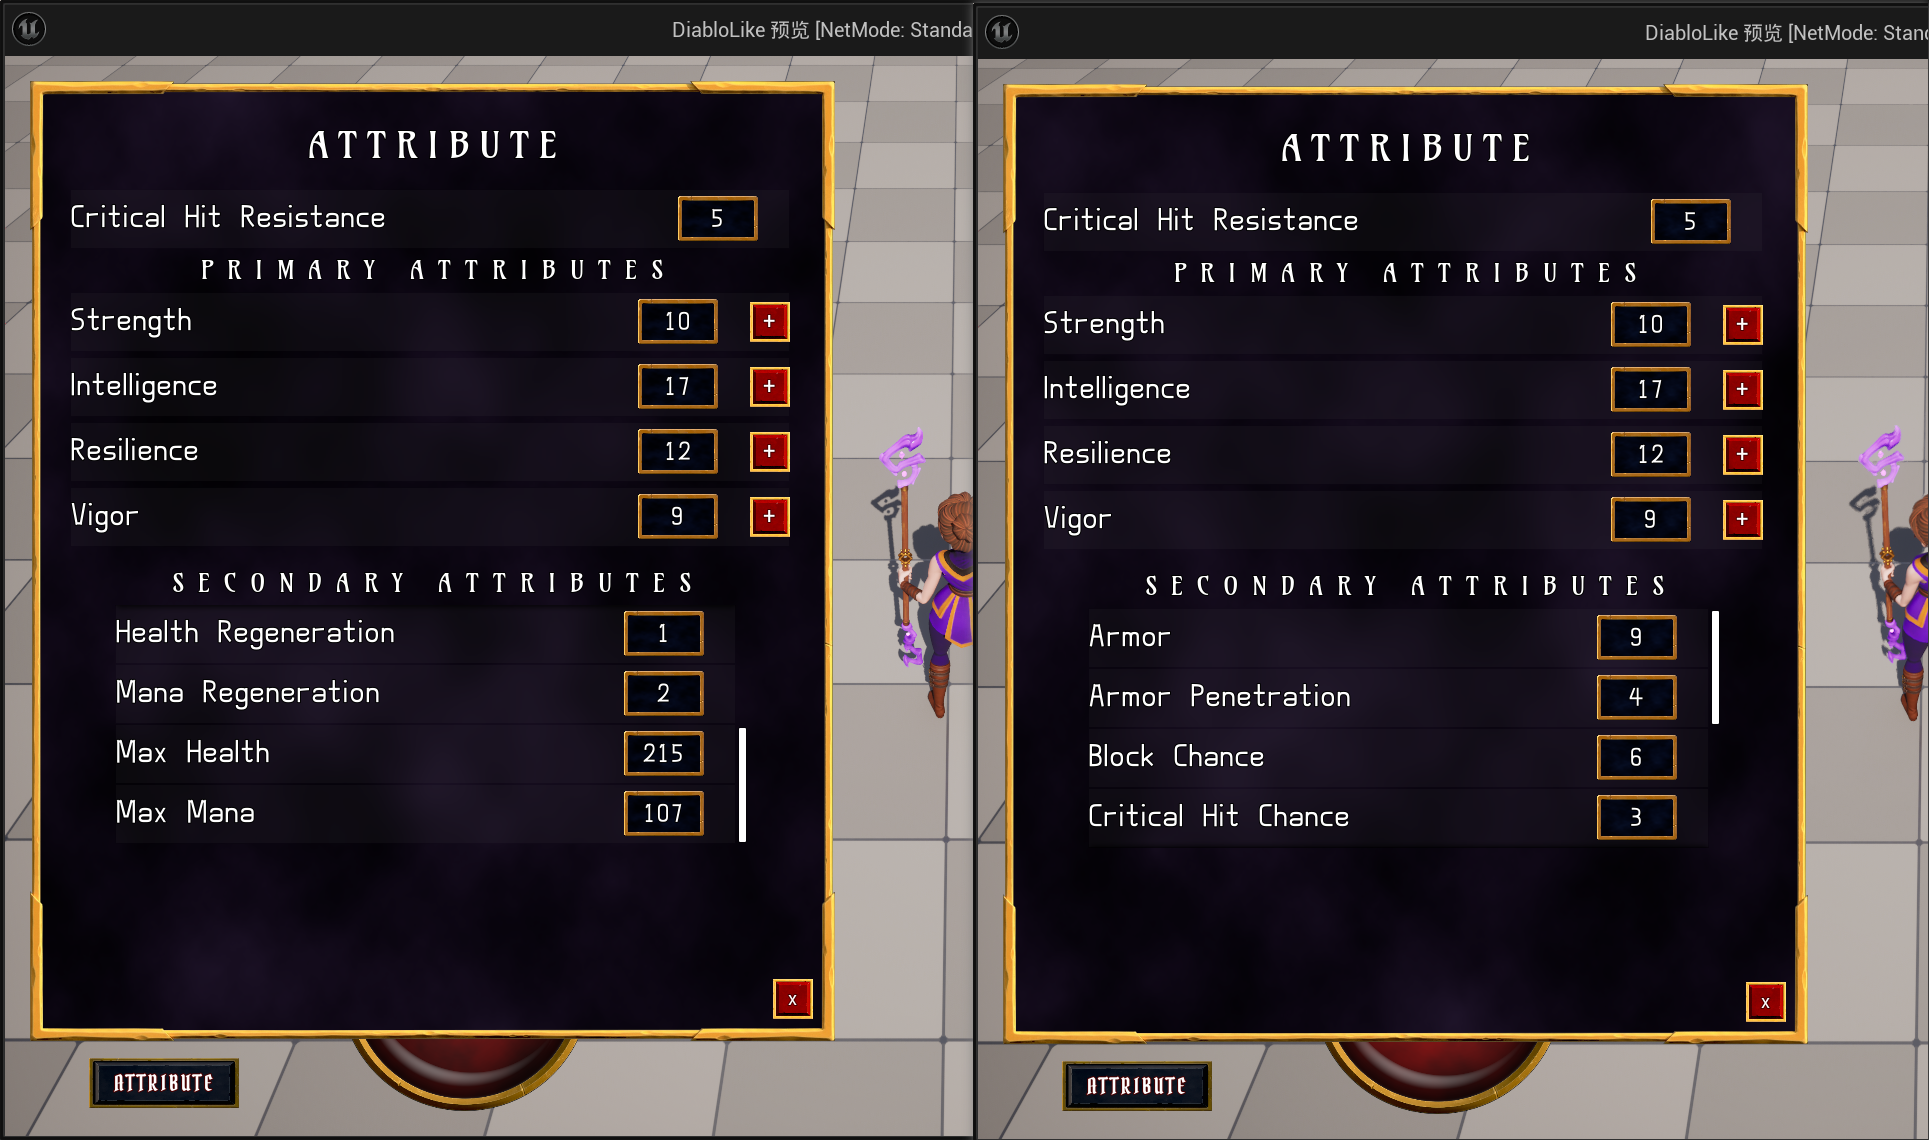 DiabloLike 预览 [NetMode: Standa
ATTRIBUTE
Critical Hit Resistance 5
PRIMARY ATTRIBUTES
Strength 10 +
Intelligence 17 +
Resilience 12 +
Vigor 9 +
SECONDARY ATTRIBUTES
Health Regeneration 1
Mana Regeneration 2
Max Health 215
Max Mana 107
x
ATTRIBUTE
DiabloLike 预览 [NetMode: Stand
ATTRIBUTE
Critical Hit Resistance 5
PRIMARY ATTRIBUTES
Strength 10 +
Intelligence 17 +
Resilience 12 +
Vigor 9 +
SECONDARY ATTRIBUTES
Armor 9
Armor Penetration 4
Block Chance 6
Critical Hit Chance 3
x
ATTRIBUTE